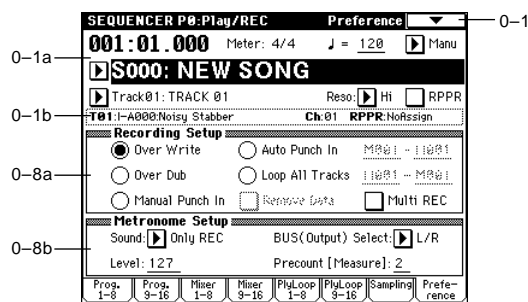 SEQUENCER P0:Play/REC Preference
0-1
001:01.000 Meter: 4/4 ♩ = 120 Manu
0-1a
S000: NEW SONG
Track01: TRACK 01 Reso: Hi RPPR
0-1b
T01:I-A000:Noisy Stabber Ch:01 RPPR:NoAssign
Recording Setup
Over Write Auto Punch In M001 - M001
0-8a
Over Dub Loop All Tracks M001 - M001
Manual Punch In Remove Data Multi REC
Metronome Setup
Sound: Only REC BUS(Output) Select: L/R
0-8b
Level: 127 Precount [Measure]: 2
Prog. 1-8 Prog. 9-16 Mixer 1-8 Mixer 9-16 PlyLoop 1-8 PlyLoop 9-16 Sampling Prefe-rence